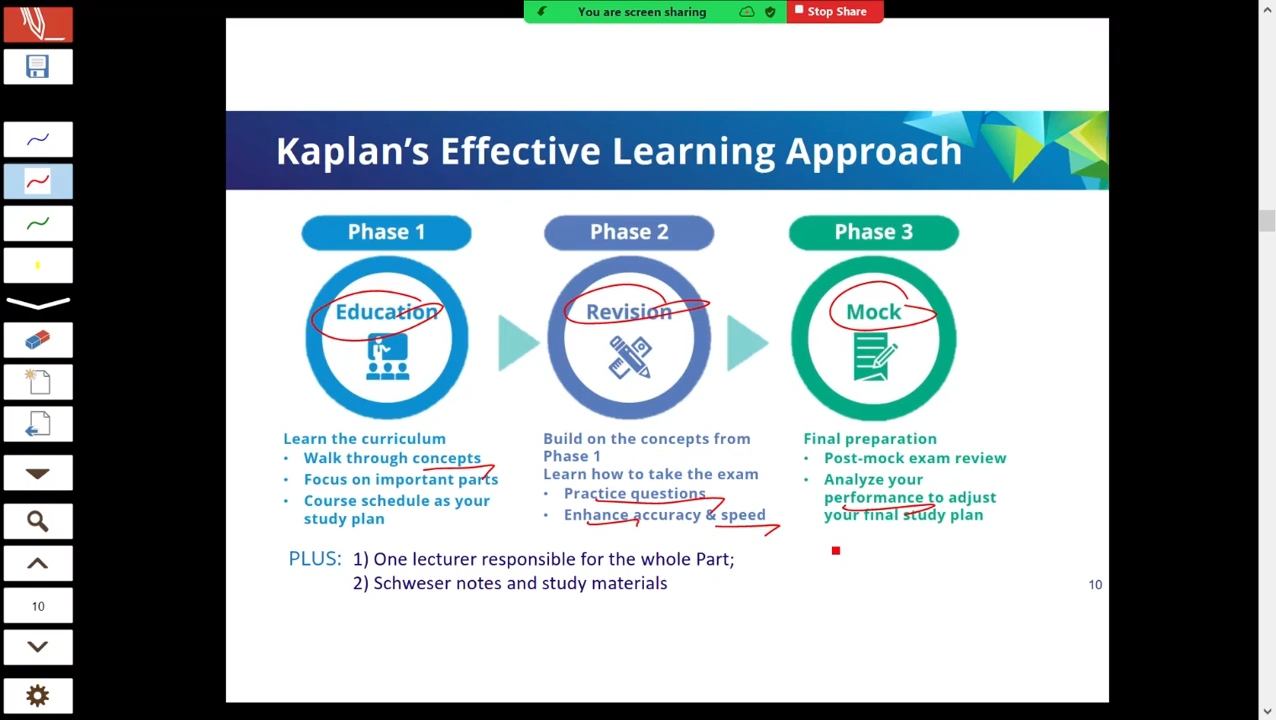 You are screen sharing
Stop Share
Kaplan's Effective Learning Approach
Phase 1
Phase 2
Phase 3
Education
Revision
Mock
Learn the curriculum
• Walk through concepts
• Focus on important parts
• Course schedule as your
study plan
Build on the concepts from
Phase 1
Learn how to take the exam
• Practice questions
• Enhance accuracy & speed
Final preparation
• Post-mock exam review
• Analyze your
performance to adjust
your final study plan
PLUS: 1) One lecturer responsible for the whole Part;
2) Schweser notes and study materials
10
10